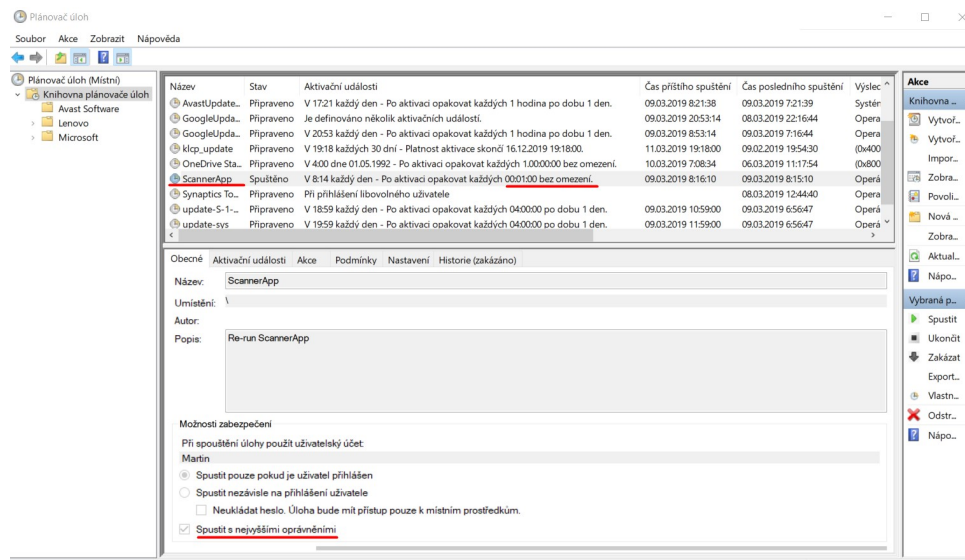 Plánovač úloh
Soubor Akce Zobrazit Nápověda
Plánovač úloh (Místní)
Knihovna plánovače úloh
Avast Software
Lenovo
Microsoft
Název Stav Aktivační události Čas příštího spuštění Čas posledního spuštění Výsled
AvastUpdate... Připraveno V 17:21 každý den - Po aktivaci opakovat každých 1 hodina po dobu 1 den. 09.03.2019 8:21:38 09.03.2019 7:21:39 Systén
GoogleUpda... Připraveno Je definováno několik aktivačních událostí. 09.03.2019 20:53:14 08.03.2019 22:16:44 Opera
GoogleUpda... Připraveno V 20:53 každý den - Po aktivaci opakovat každých 1 hodina po dobu 1 den. 09.03.2019 8:53:14 09.03.2019 7:16:44 Opera
klcp_update Připraveno V 19:18 každých 30 dní - Platnost aktivace skončí 16.12.2019 19:18:00. 11.03.2019 19:18:00 09.02.2019 19:54:30 (0x400
OneDrive Sta... Připraveno V 4:00 dne 01.05.1992 - Po aktivaci opakovat každých 1.00:00:00 bez omezení. 10.03.2019 7:08:34 06.03.2019 11:17:54 (0x800
ScannerApp Spuštěno V 8:14 každý den - Po aktivaci opakovat každých 00:01:00 bez omezení. 09.03.2019 8:16:10 09.03.2019 8:15:10 Operá
Synaptics To... Připraveno Při přihlášení libovolného uživatele 08.03.2019 12:44:40 Operá
update-S-1-... Připraveno V 18:59 každý den - Po aktivaci opakovat každých 04:00:00 po dobu 1 den. 09.03.2019 10:59:00 09.03.2019 6:56:47 Operá
update-sys Připraveno V 19:59 každý den - Po aktivaci opakovat každých 04:00:00 po dobu 1 den. 09.03.2019 11:59:00 09.03.2019 6:56:47 Operá
Obecné Aktivační události Akce Podmínky Nastavení Historie (zakázáno)
Název: ScannerApp
Umístění: \
Autor:
Popis: Re-run ScannerApp
Možnosti zabezpečení
Při spouštění úlohy použít uživatelský účet:
Martin
Spustit pouze pokud je uživatel přihlášen
Spustit nezávisle na přihlášení uživatele
Neukládat heslo. Úloha bude mít přístup pouze k místním prostředkům.
Spustit s nejvyššími oprávněními
Akce
Knihovna ...
Vytvoř...
Vytvoř...
Impor...
Zobra...
Povoli...
Nová ...
Zobra...
Aktual...
Nápo...
Vybraná p...
Spustit
Ukončit
Zakázat
Export...
Vlastn...
Odstr...
Nápo...